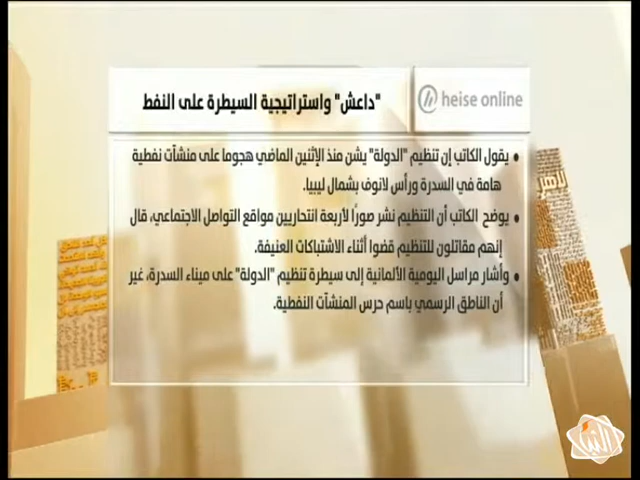 heise online
"داعش" واستراتيجية السيطرة على النفط
• يقول الكاتب إن تنظيم "الدولة" يشن منذ الإثنين الماضي هجوما على منشآت نفطية
هامة في السدرة ورأس لانوف بشمال ليبيا.
• يوضح الكاتب أن التنظيم نشر صورًا لأربعة انتحاريين مواقع التواصل الاجتماعي، قال
إنهم مقاتلون للتنظيم قضوا أثناء الاشتباكات العنيفة.
• وأشار مراسل اليومية الألمانية إلى سيطرة تنظيم "الدولة" على ميناء السدرة، غير
أن الناطق الرسمي باسم حرس المنشآت النفطية.
النبأ